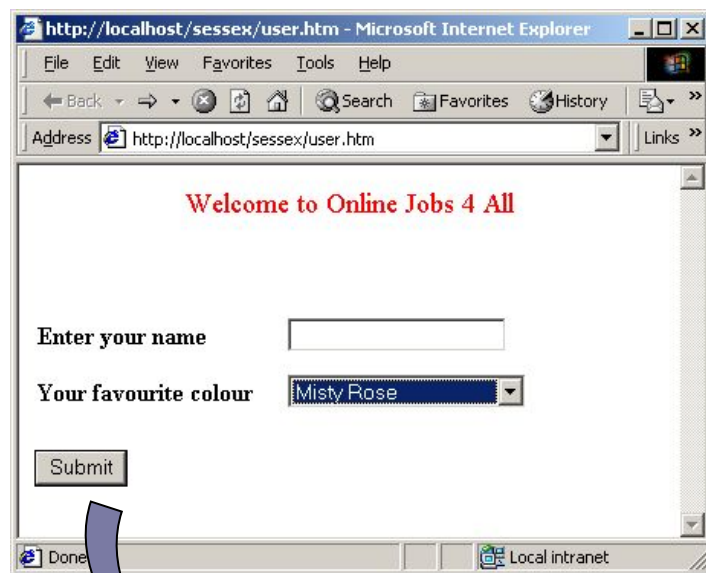 http://localhost/sessex/user.htm - Microsoft Internet Explorer
File Edit View Favorites Tools Help
Back Search Favorites History »
Address http://localhost/sessex/user.htm Links »
Welcome to Online Jobs 4 All
Enter your name
Your favourite colour Misty Rose
Submit
Done Local intranet